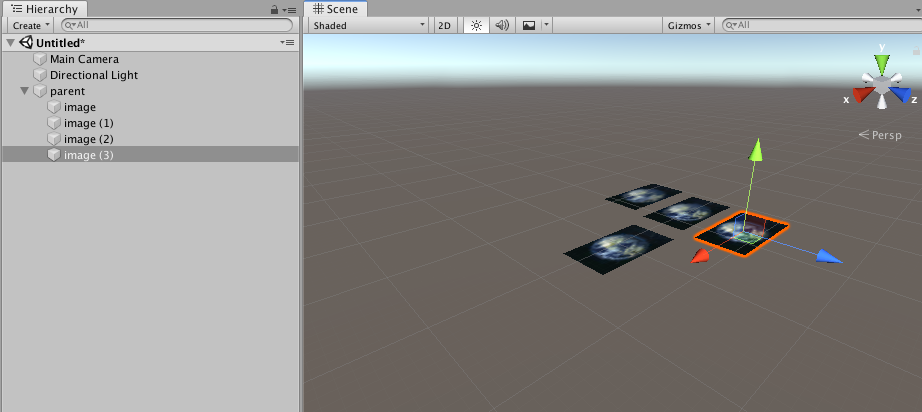 Hierarchy
Create
All
Untitled*
Main Camera
Directional Light
parent
image
image (1)
image (2)
image (3)
Scene
Shaded
2D
Gizmos
All
y
x
z
Persp